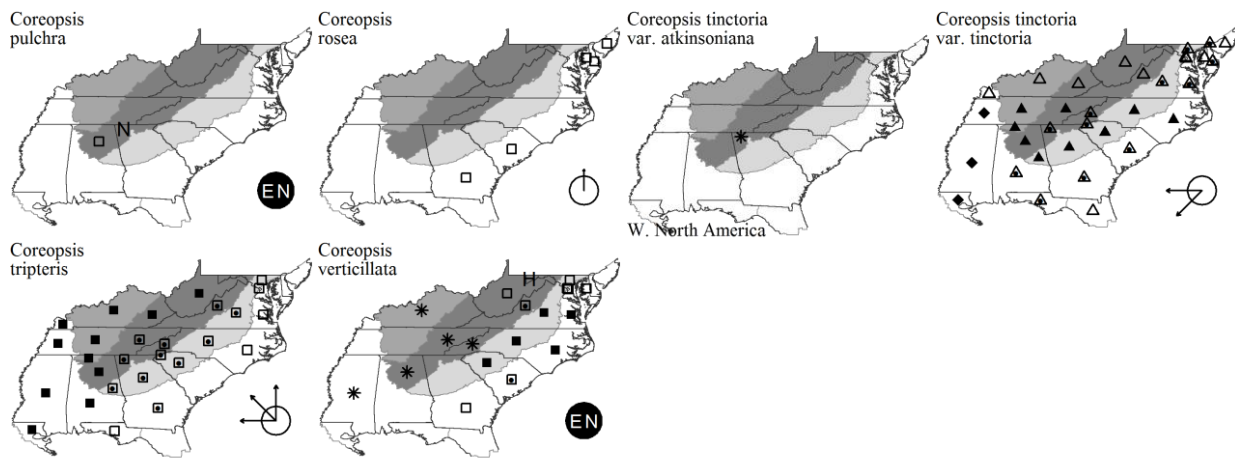 Coreopsis
pulchra
N
EN
Coreopsis
rosea
Coreopsis tinctoria
var. atkinsoniana
W. North America
Coreopsis tinctoria
var. tinctoria
Coreopsis
tripteris
Coreopsis
verticillata
H
EN